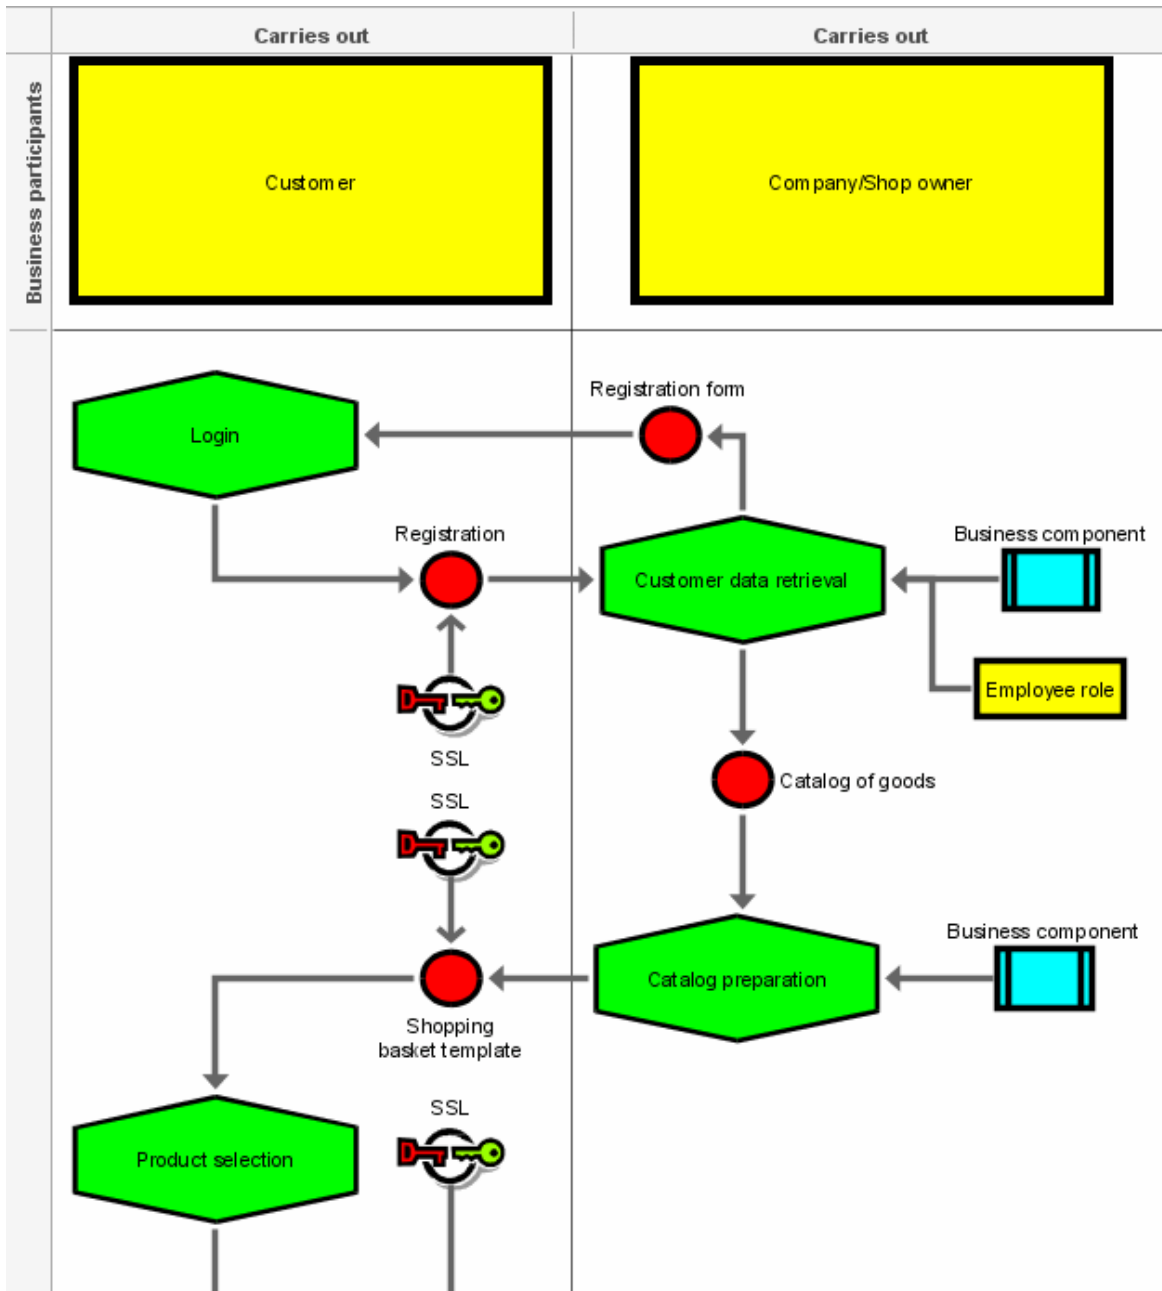 Carries out
Carries out
Business participants
Customer
Company/Shop owner
Registration form
Login
Registration
Business component
Customer data retrieval
Employee role
SSL
Catalog of goods
SSL
Business component
Catalog preparation
Shopping
basket template
SSL
Product selection